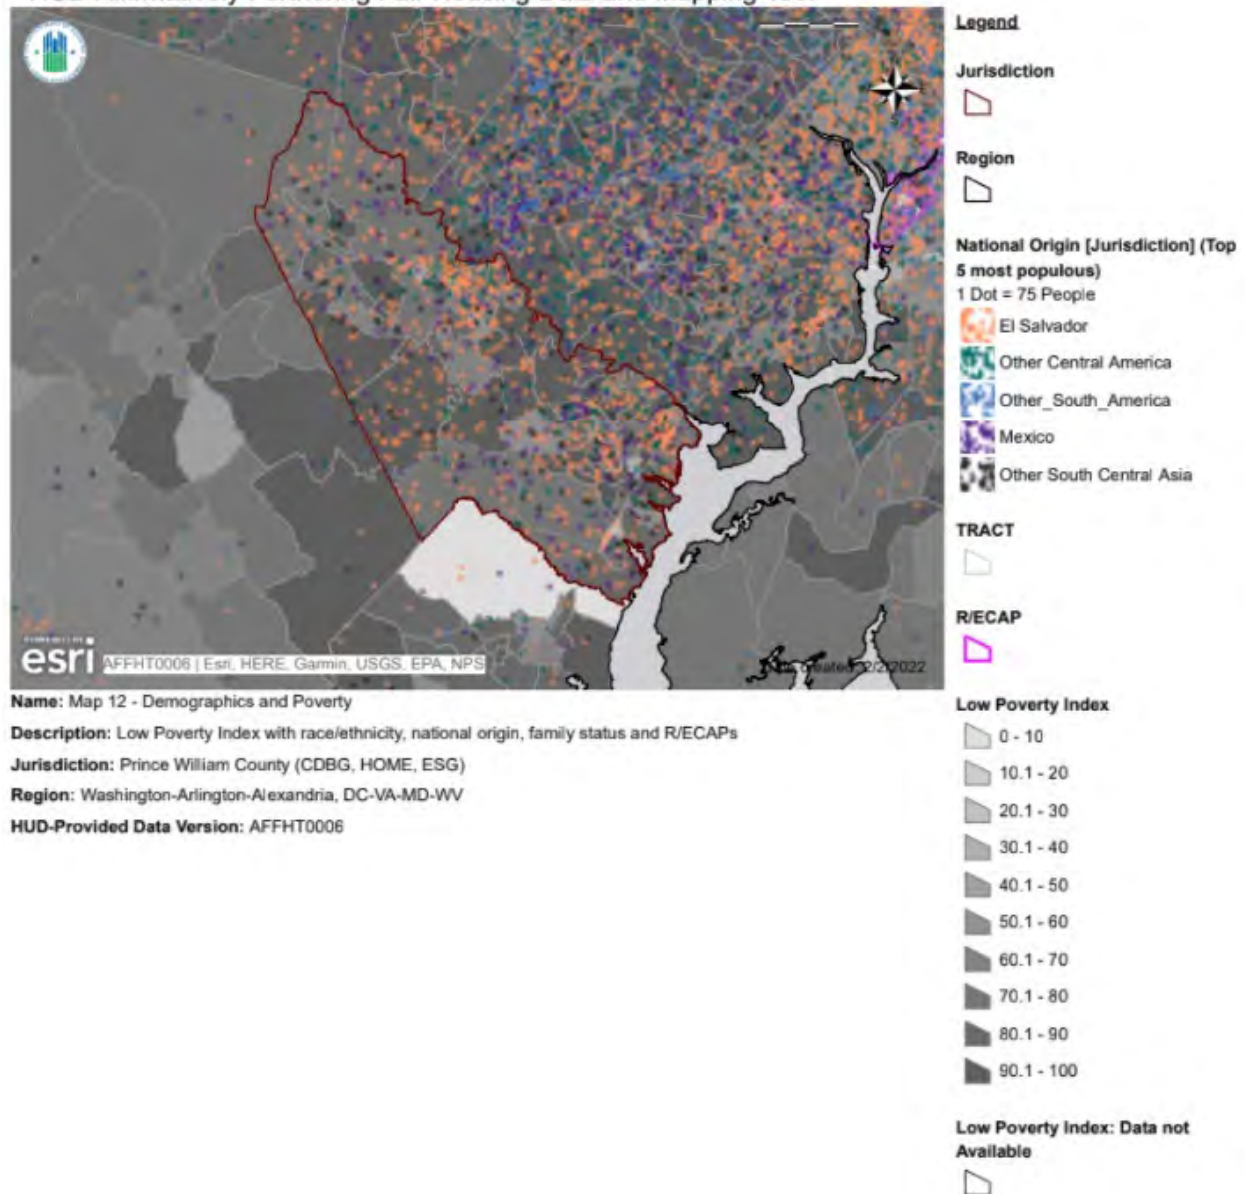 Legend
Jurisdiction
Region
National Origin [Jurisdiction] (Top
5 most populous)
1 Dot = 75 People
El Salvador
Other Central America
Other_South_America
Mexico
Other South Central Asia
TRACT
R/ECAP
Low Poverty Index
0 - 10
10.1 - 20
20.1 - 30
30.1 - 40
40.1 - 50
50.1 - 60
60.1 - 70
70.1 - 80
80.1 - 90
90.1 - 100
Low Poverty Index: Data not
Available
esri
AFFHT0006 | Esri, HERE, Garmin, USGS, EPA, NPS
created 2/2/2022
Name: Map 12 - Demographics and Poverty
Description: Low Poverty Index with race/ethnicity, national origin, family status and R/ECAPs
Jurisdiction: Prince William County (CDBG, HOME, ESG)
Region: Washington-Arlington-Alexandria, DC-VA-MD-WV
HUD-Provided Data Version: AFFHT0006